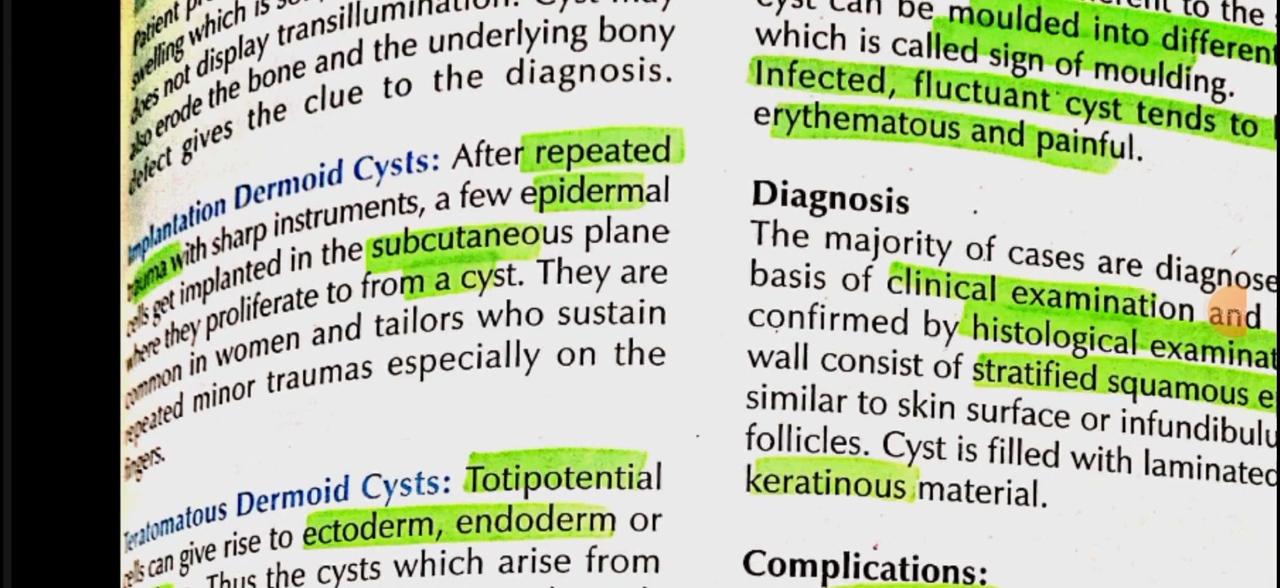 Patient
swelling which is
does not display transillumination. Cyst may
also erode the bone and the underlying bony
defect gives the clue to the diagnosis.
Implantation Dermoid Cysts: After repeated
trauma with sharp instruments, a few epidermal
cells get implanted in the subcutaneous plane
where they proliferate to from a cyst. They are
common in women and tailors who sustain
repeated minor traumas especially on the
fingers.
Teratomatous Dermoid Cysts: Totipotential
cells can give rise to ectoderm, endoderm or
Thus the cysts which arise from
to the
cyst can be moulded into different
which is called sign of moulding.
Infected, fluctuant cyst tends to
erythematous and painful.
Diagnosis
The majority of cases are diagnose
basis of clinical examination and
confirmed by histological examinat
wall consist of stratified squamous e
similar to skin surface or infundibulu
follicles. Cyst is filled with laminated
keratinous material.
Complications: